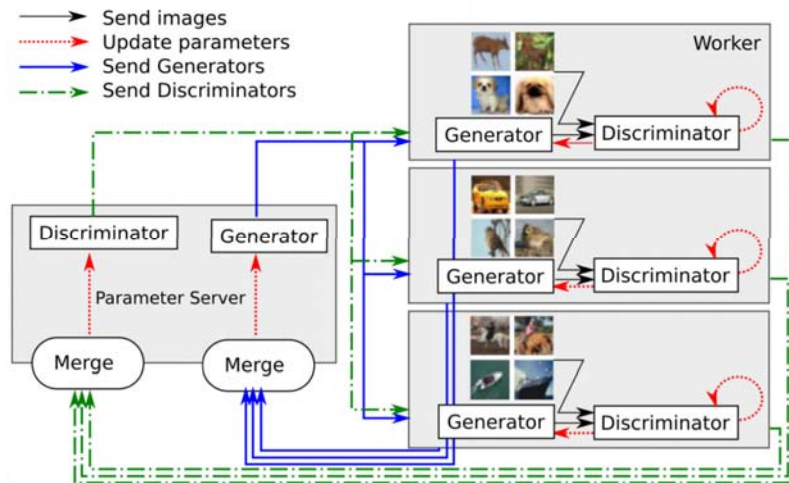 Send images
Update parameters
Send Generators
Send Discriminators
Worker
Generator
Discriminator
Generator
Discriminator
Generator
Discriminator
Discriminator
Generator
Parameter Server
Merge
Merge